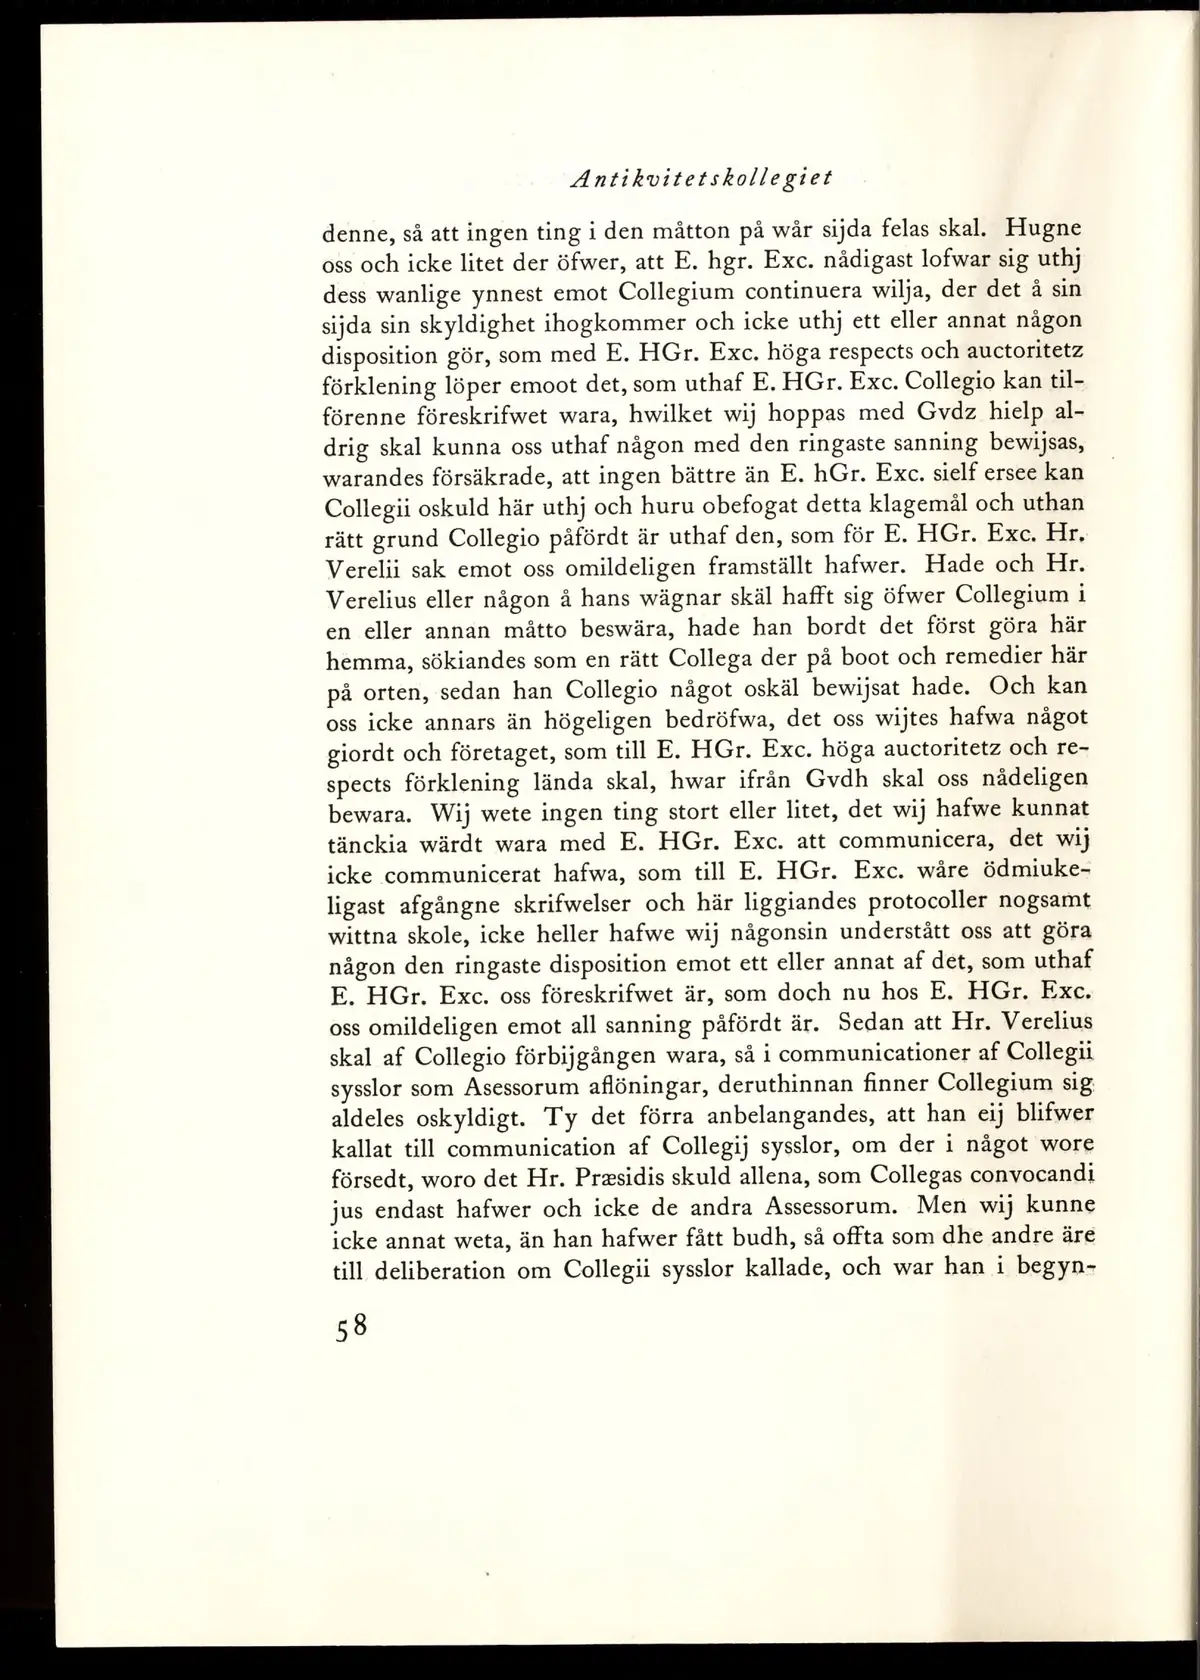 Antikvitetskollegiet
denne, så att ingen ting i den måtton på wår sijda felas skal. Hugne
oss och icke litet der öfwer, att E. hgr. Exc. nådigast lofwar sig uthj
dess wanlige ynnest emot Collegium continuera wilja, der det å sin
sijda sin skyldighet ihogkommer och icke uthj ett eller annat någon
disposition gör, som med E. HGr. Exc. höga respects och auctoritetz
förklening löper emoot det, som uthaf E. HGr. Exc. Collegio kan til-
förenne föreskrifwet wara, hwilket wij hoppas med Gvdz hielp al-
drig skal kunna oss uthaf någon med den ringaste sanning bewijsas,
warandes försäkrade, att ingen bättre än E. hGr. Exc. sielf ersee kan
Collegii oskuld här uthj och huru obefogat detta klagemål och uthan
rätt grund Collegio påfördt är uthaf den, som för E. HGr. Exc. Hr.
Verelii sak emot oss omildeligen framställt hafwer. Hade och Hr.
Verelius eller någon å hans wägnar skäl hafft sig öfwer Collegium i
en eller annan måtto beswära, hade han bordt det först göra här
hemma, sökiandes som en rätt Collega der på boot och remedier här
på orten, sedan han Collegio något oskäl bewijsat hade. Och kan
oss icke annars än högeligen bedröfwa, det oss wijtes hafwa något
giordt och företaget, som till E. HGr. Exc. höga auctoritetz och re-
spects förklening lända skal, hwar ifrån Gvdh skal oss nådeligen
bewara. Wij wete ingen ting stort eller litet, det wij hafwe kunnat
tänckia wärdt wara med E. HGr. Exc. att communicera, det wij
icke communicerat hafwa, som till E. HGr. Exc. wåre ödmiuke-
ligast afgångne skrifwelser och här liggiandes protocoller nogsamt
wittna skole, icke heller hafwe wij någonsin understått oss att göra
någon den ringaste disposition emot ett eller annat af det, som uthaf
E. HGr. Exc. oss föreskrifwet är, som doch nu hos E. HGr. Exc.
oss omildeligen emot all sanning påfördt är. Sedan att Hr. Verelius
skal af Collegio förbijgången wara, så i communicationer af Collegii
sysslor som Asessorum aflöningar, deruthinnan finner Collegium sig
aldeles oskyldigt. Ty det förra anbelangandes, att han eij blifwer
kallat till communication af Collegij sysslor, om der i något wore
försedt, woro det Hr. Præsidis skuld allena, som Collegas convocandi
jus endast hafwer och icke de andra Assessorum. Men wij kunne
icke annat weta, än han hafwer fått budh, så offta som dhe andre äre
till deliberation om Collegii sysslor kallade, och war han i begyn-
58